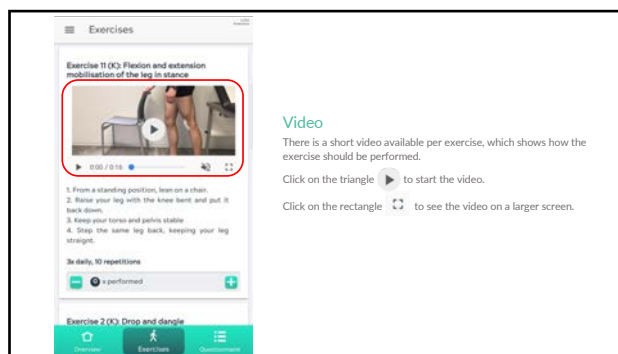 Exercises
Exercise 11 (K): Flexion and extension
mobilisation of the leg in stance
0:00 / 0:16
1. From a standing position, lean on a chair.
2. Raise your leg with the knee bent and put it
back down.
3. Keep your torso and pelvis stable
4. Step the same leg back, keeping your leg
straight.
3x daily, 10 repetitions
0 x performed
Exercise 2 (K): Drop and dangle
Overview
Exercises
Questionnaire
Video
There is a short video available per exercise, which shows how the
exercise should be performed.
Click on the triangle to start the video.
Click on the rectangle to see the video on a larger screen.